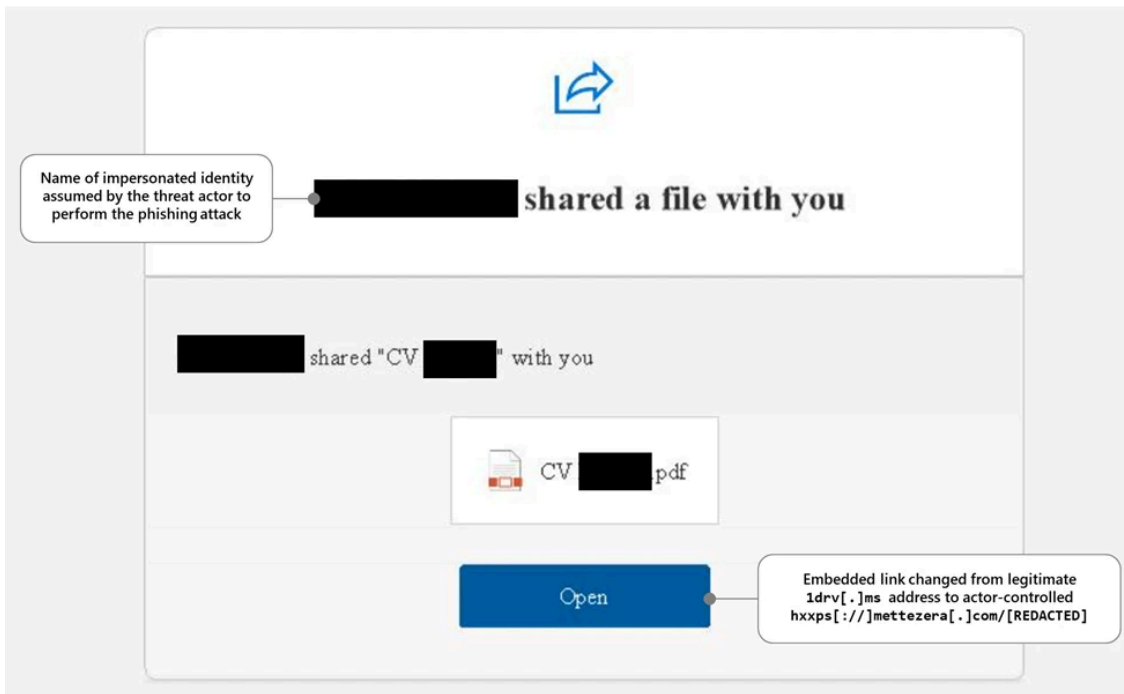 Name of impersonated identity
assumed by the threat actor to
perform the phishing attack
shared a file with you
shared "CV " with you
CV .pdf
Open
Embedded link changed from legitimate
1drv[.]ms address to actor-controlled
hxxps[://]mettezera[.]com/[REDACTED]